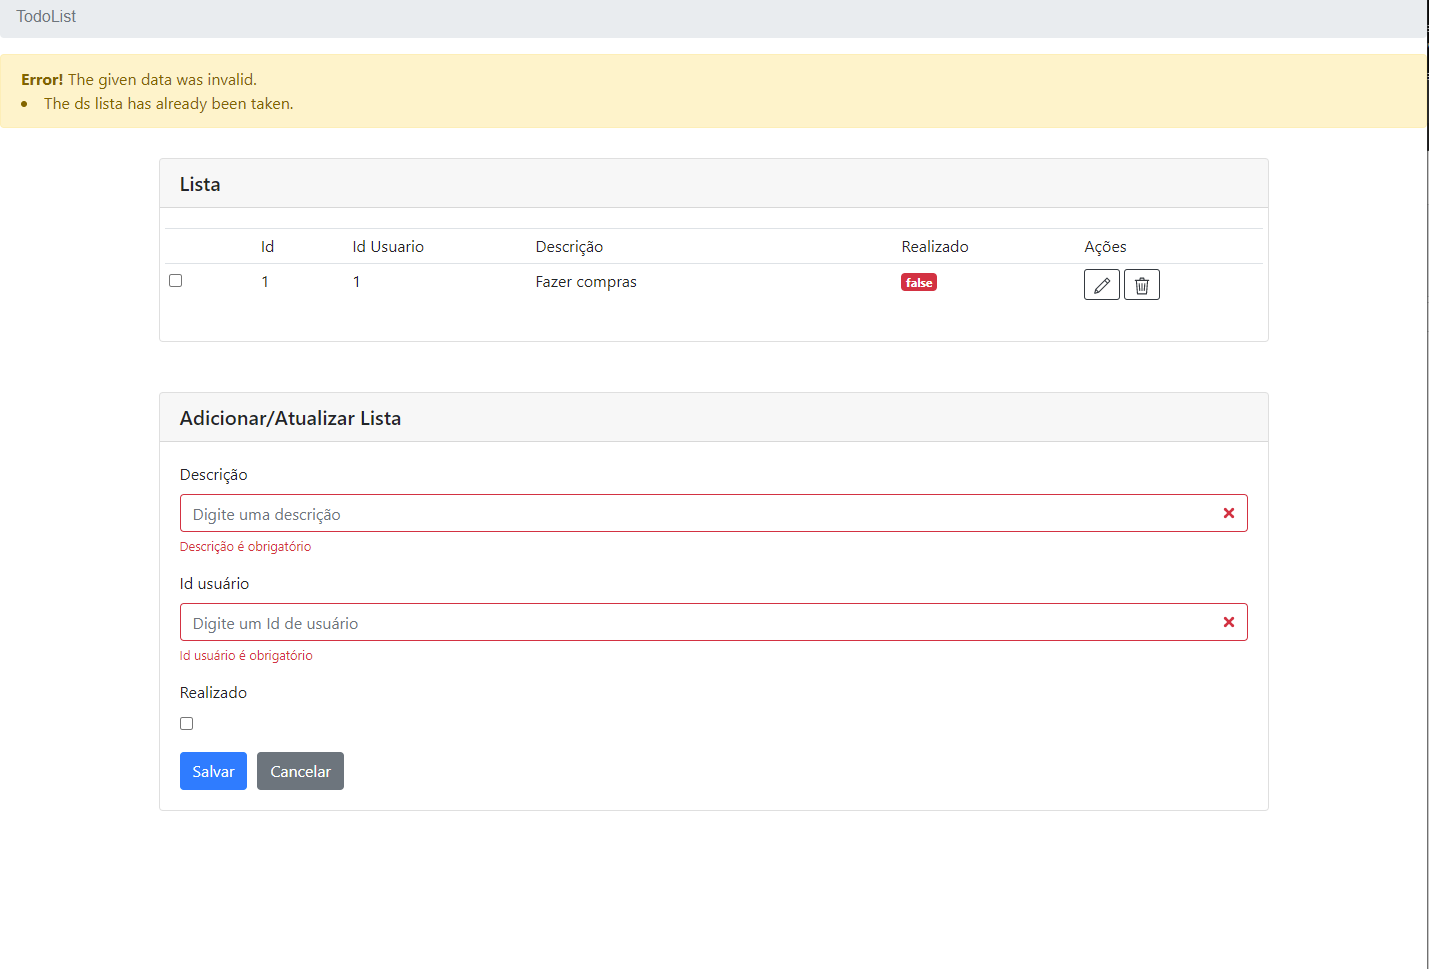 TodoList
Error! The given data was invalid.
The ds lista has already been taken.
Lista
Id Id Usuario Descrição Realizado Ações
1 1 Fazer compras false
Adicionar/Atualizar Lista
Descrição
Digite uma descrição
Descrição é obrigatório
Id usuário
Digite um Id de usuário
Id usuário é obrigatório
Realizado
Salvar Cancelar